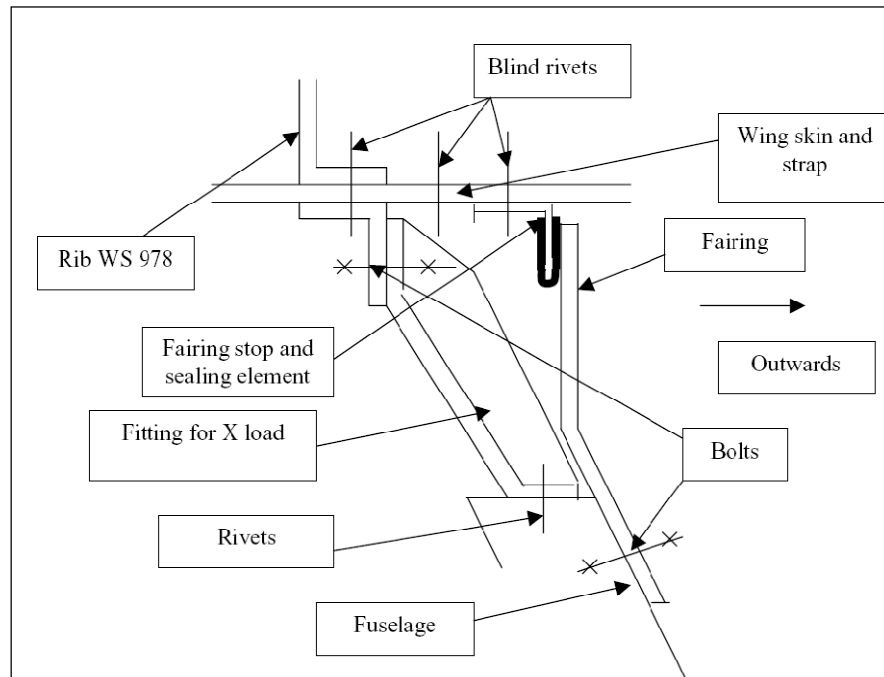 Blind rivets
Wing skin and
strap
Rib WS 978
Fairing
Fairing stop and
sealing element
Outwards
Fitting for X load
Bolts
Rivets
Fuselage